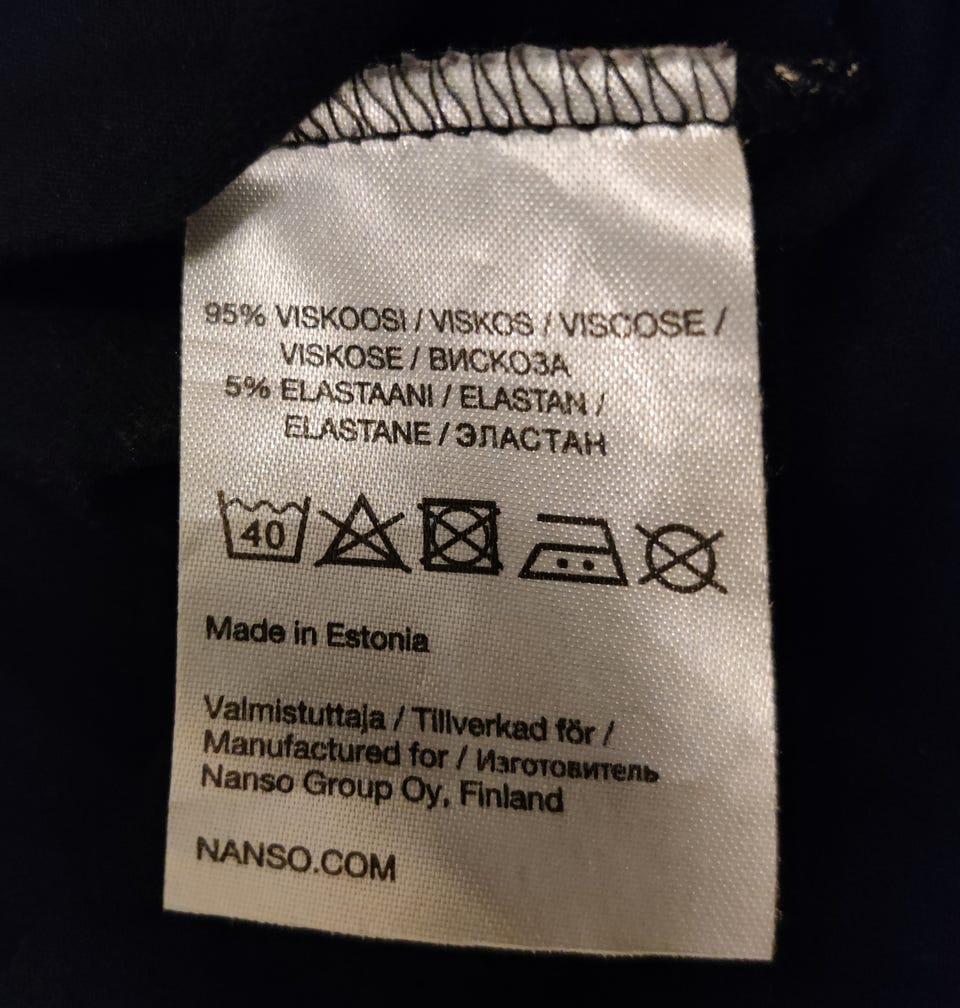 95% VISKOOSI / VISKOS / VISCOSE /
VISKOSE / ВИСКОЗА
5% ELASTAANI / ELASTAN /
ELASTANE / ЭЛАСТАН
40
Made in Estonia
Valmistuttaja / Tillverkad för /
Manufactured for / Изготовитель
Nanso Group Oy, Finland
NANSO.COM